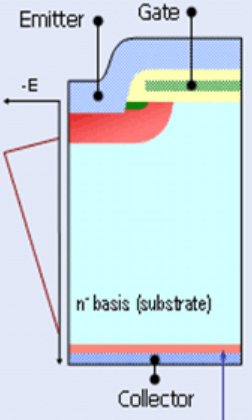 Gate
Emitter
-E
n⁻ basis (substrate)
Collector